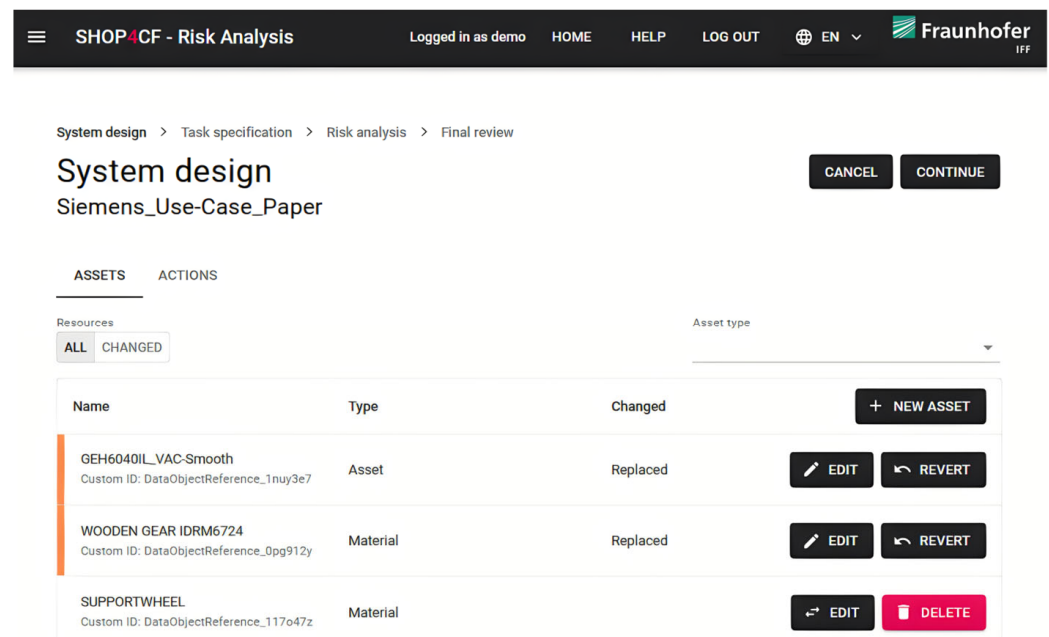 SHOP4CF - Risk Analysis Logged in as demo HOME HELP LOG OUT EN Fraunhofer
IFF
System design > Task specification > Risk analysis > Final review
System design
CANCEL CONTINUE
Siemens_Use-Case_Paper
ASSETS ACTIONS
Resources Asset type
ALL CHANGED
Name Type Changed + NEW ASSET
GEH6040IL_VAC-Smooth
Custom ID: DataObjectReference_1nuy3e7
Asset Replaced EDIT REVERT
WOODEN GEAR IDRM6724
Custom ID: DataObjectReference_0pg912y
Material Replaced EDIT REVERT
SUPPORTWHEEL
Custom ID: DataObjectReference_117o47z
Material EDIT DELETE